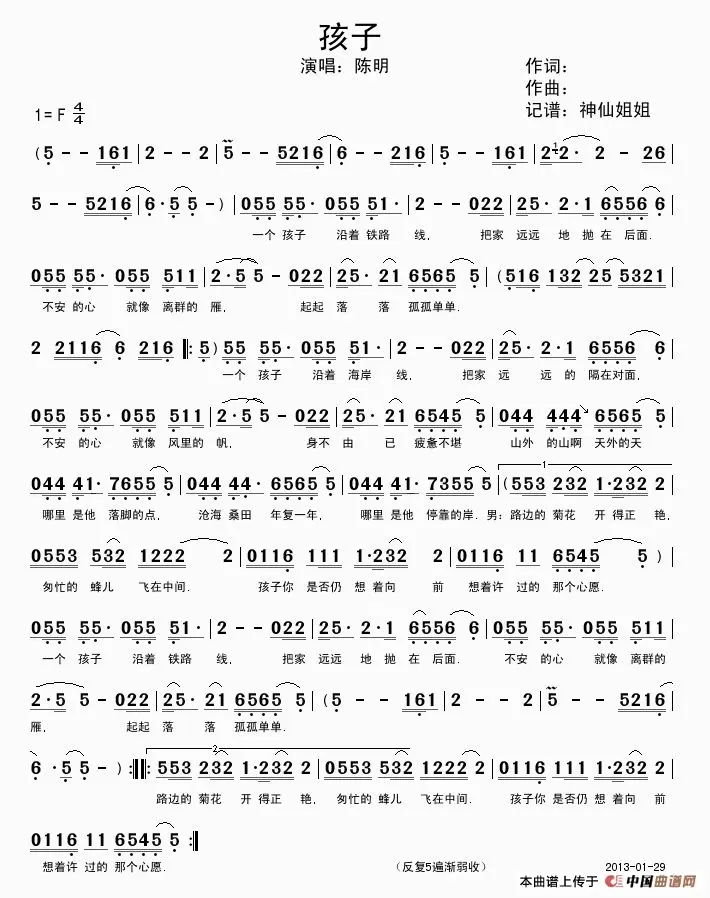 孩子
演唱：陈明
作词：
作曲：
记谱：神仙姐姐
1=F 4/4
(5 - - 161 | 2 - - 2 | 5 - - 5216 | 6 - - 216 | 5 - - 161 | 2 1 2· 2 - 26 |
5 - - 5216 | 6·5 5 - ) | 055 55· 055 51· | 2 - - 022 | 25· 2·1 6556 6 |
一个 孩子 沿着 铁路 线， 把家 远远 地 抛 在 后面.
055 55· 055 511 | 2·5 5 - 022 | 25· 21 6565 5 | (516 132 25 5321 |
不安 的心 就像 离群的 雁， 起起 落 落 孤孤单单.
2 2116 6 216 ‖: 5) 55 55· 055 51· | 2 - - 022 | 25· 2·1 6556 6 |
一个 孩子 沿着 海岸 线， 把家 远 远 的 隔在对面，
055 55· 055 511 | 2·5 5 - 022 | 25· 21 6545 5 | 044 444 6565 5 |
不安 的心 就像 风里的 帆， 身不 由 已 疲惫不堪 山外 的山啊 天外的天
1
044 41· 7655 5 | 044 44· 6565 5 | 044 41· 7355 5 | (553 232 1·232 2 |
哪里 是他 落脚的点， 沧海 桑田 年复一年， 哪里 是他 停靠的岸. 男：路边的 菊花 开 得正 艳，
0553 532 1222 2 | 0116 111 1·232 2 | 0116 11 6545 5 ) |
匆忙的 蜂儿 飞在中间. 孩子你 是否仍 想 着向 前 想着许 过的 那个心愿.
055 55· 055 51· | 2 - - 022 | 25· 2·1 6556 6 | 055 55· 055 511 |
一个 孩子 沿着 铁路 线， 把家 远远 地 抛 在 后面. 不安 的心 就像 离群的
2·5 5 - 022 | 25· 21 6565 5 | (5 - - 161 | 2 - - 2 | 5 - - 5216 |
雁， 起起 落 落 孤孤单单.
2
6 ·5 5 - ) :‖: 553 232 1·232 2 | 0553 532 1222 2 | 0116 111 1·232 2 |
路边的 菊花 开 得正 艳， 匆忙的 蜂儿 飞在中间. 孩子你 是否仍 想 着向 前
0116 11 6545 5 :‖
想着许 过的 那个心愿.
（反复5遍渐弱收）
2013-01-29
本曲谱上传于 中国曲谱网